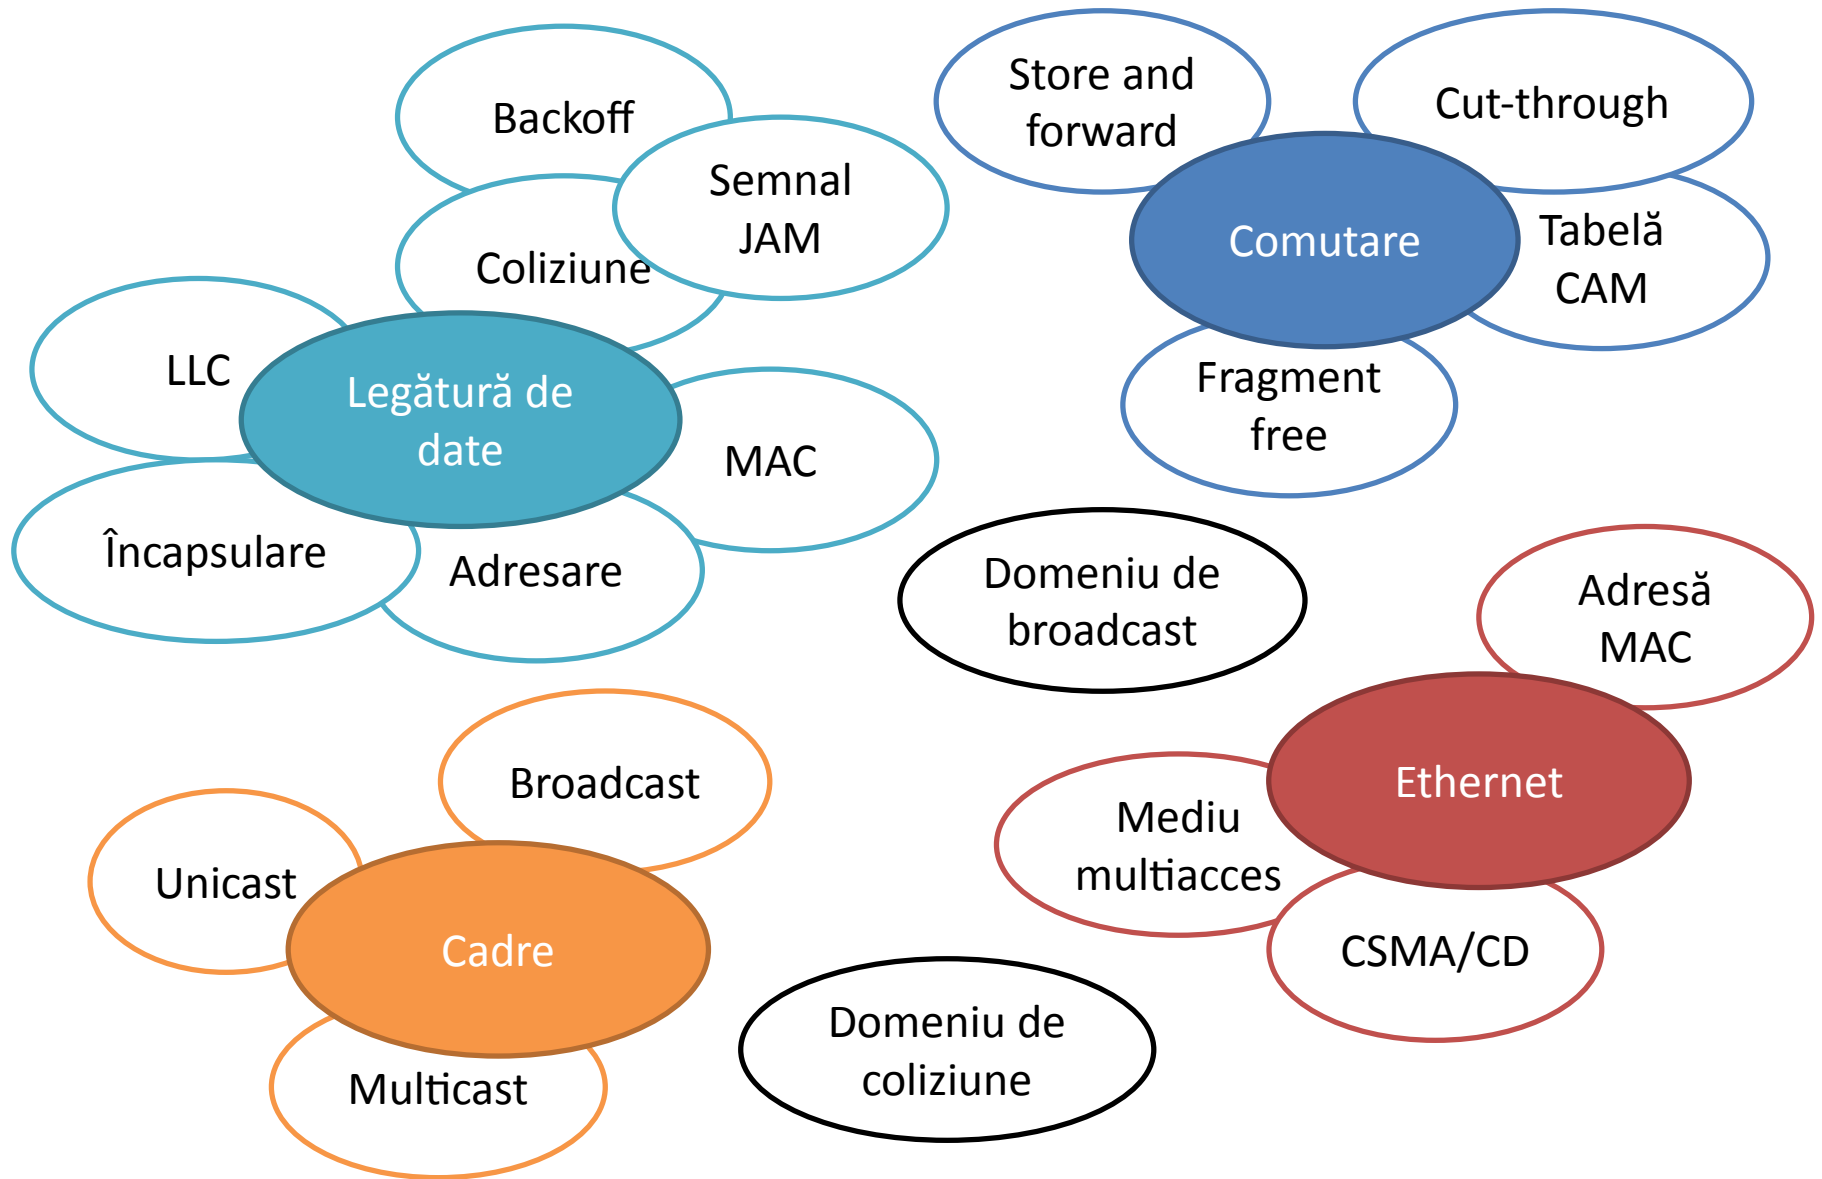 Backoff
Semnal
JAM
Coliziune
LLC
Legătură de
date
MAC
Încapsulare
Adresare
Store and
forward
Cut-through
Comutare
Tabelă
CAM
Fragment
free
Domeniu de
broadcast
Adresă
MAC
Ethernet
Mediu
multiacces
CSMA/CD
Broadcast
Unicast
Cadre
Multicast
Domeniu de
coliziune